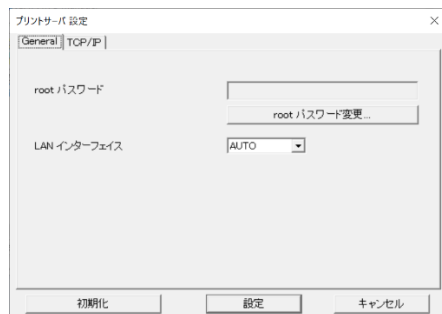 プリントサーバ 設定
General TCP/IP
root パスワード
root パスワード変更...
LAN インターフェイス AUTO
初期化 設定 キャンセル